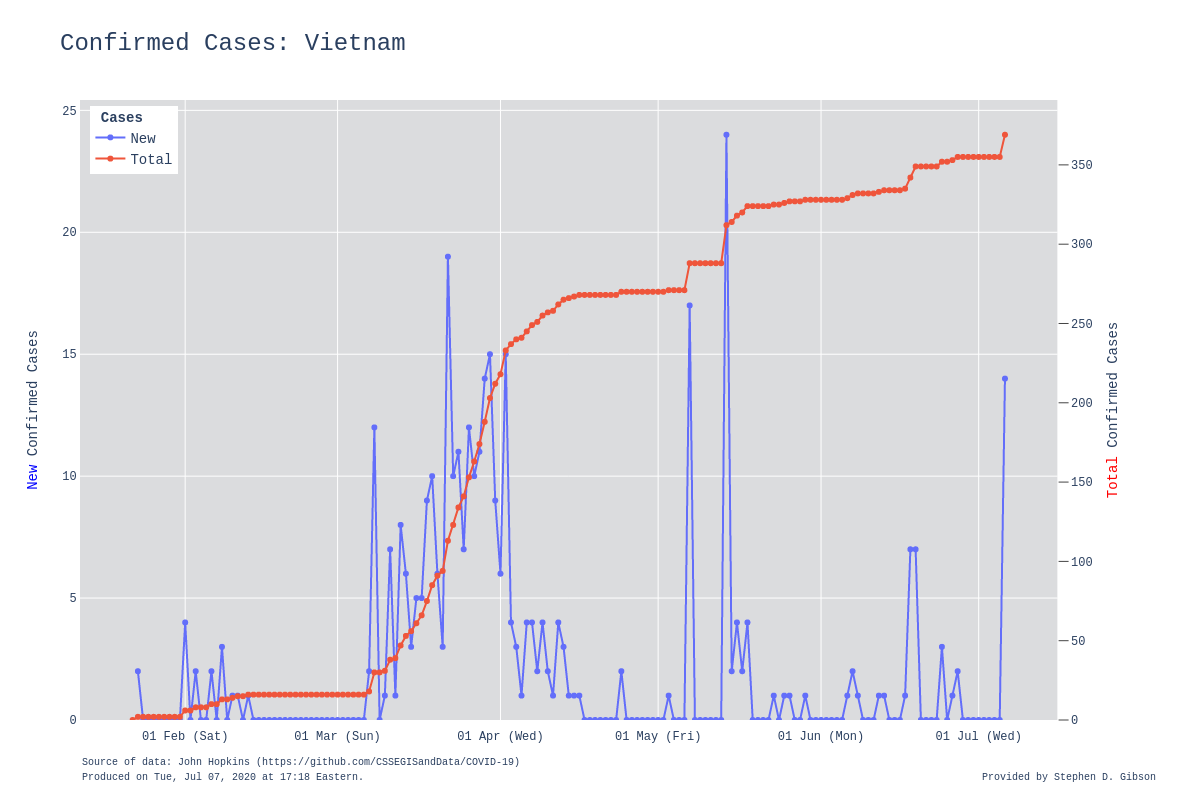 Confirmed Cases: Vietnam
Cases
New
Total
25
20
15
10
5
0
New Confirmed Cases
350
300
250
200
150
100
50
0
Total Confirmed Cases
01 Feb (Sat)
01 Mar (Sun)
01 Apr (Wed)
01 May (Fri)
01 Jun (Mon)
01 Jul (Wed)
Source of data: John Hopkins (https://github.com/CSSEGISandData/COVID-19)
Produced on Tue, Jul 07, 2020 at 17:18 Eastern.
Provided by Stephen D. Gibson